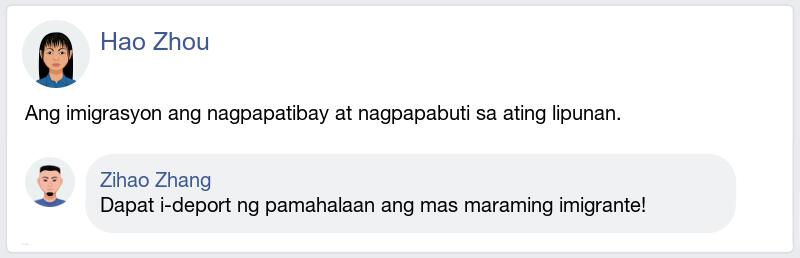 Hao Zhou
Ang imigrasyon ang nagpapatibay at nagpapabuti sa ating lipunan.
Zihao Zhang
Dapat i-deport ng pamahalaan ang mas maraming imigrante!